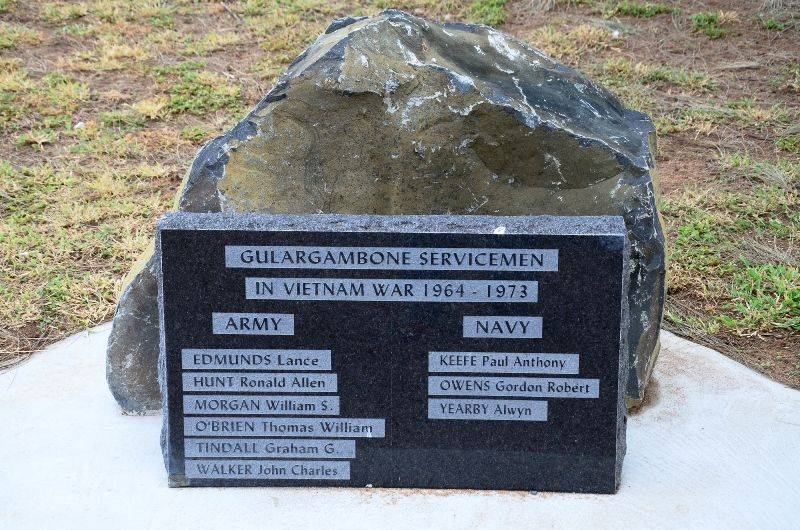 GULARGAMBONE SERVICEMEN
IN VIETNAM WAR 1964 - 1973
ARMY
EDMUNDS Lance
HUNT Ronald Allen
MORGAN William S.
O'BRIEN Thomas William
TINDALL Graham G.
WALKER John Charles
NAVY
KEEFE Paul Anthony
OWENS Gordon Robert
YEARBY Alwyn